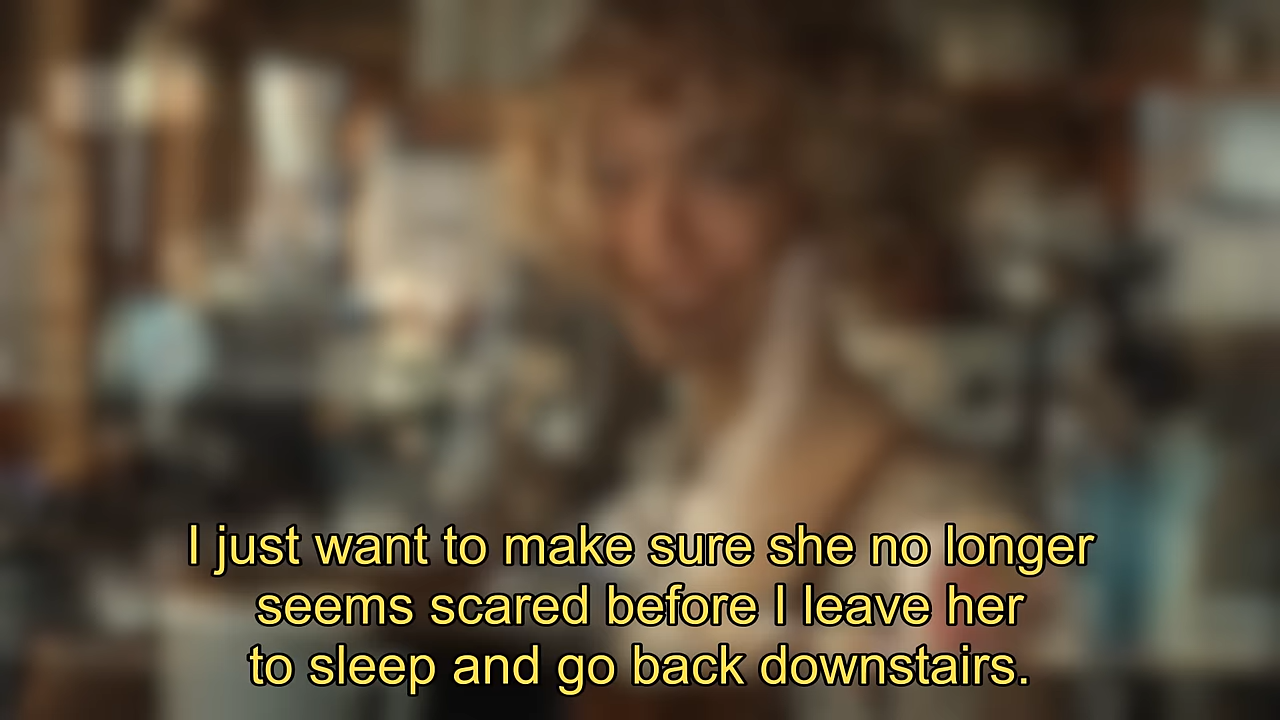 I just want to make sure she no longer
seems scared before I leave her
to sleep and go back downstairs.